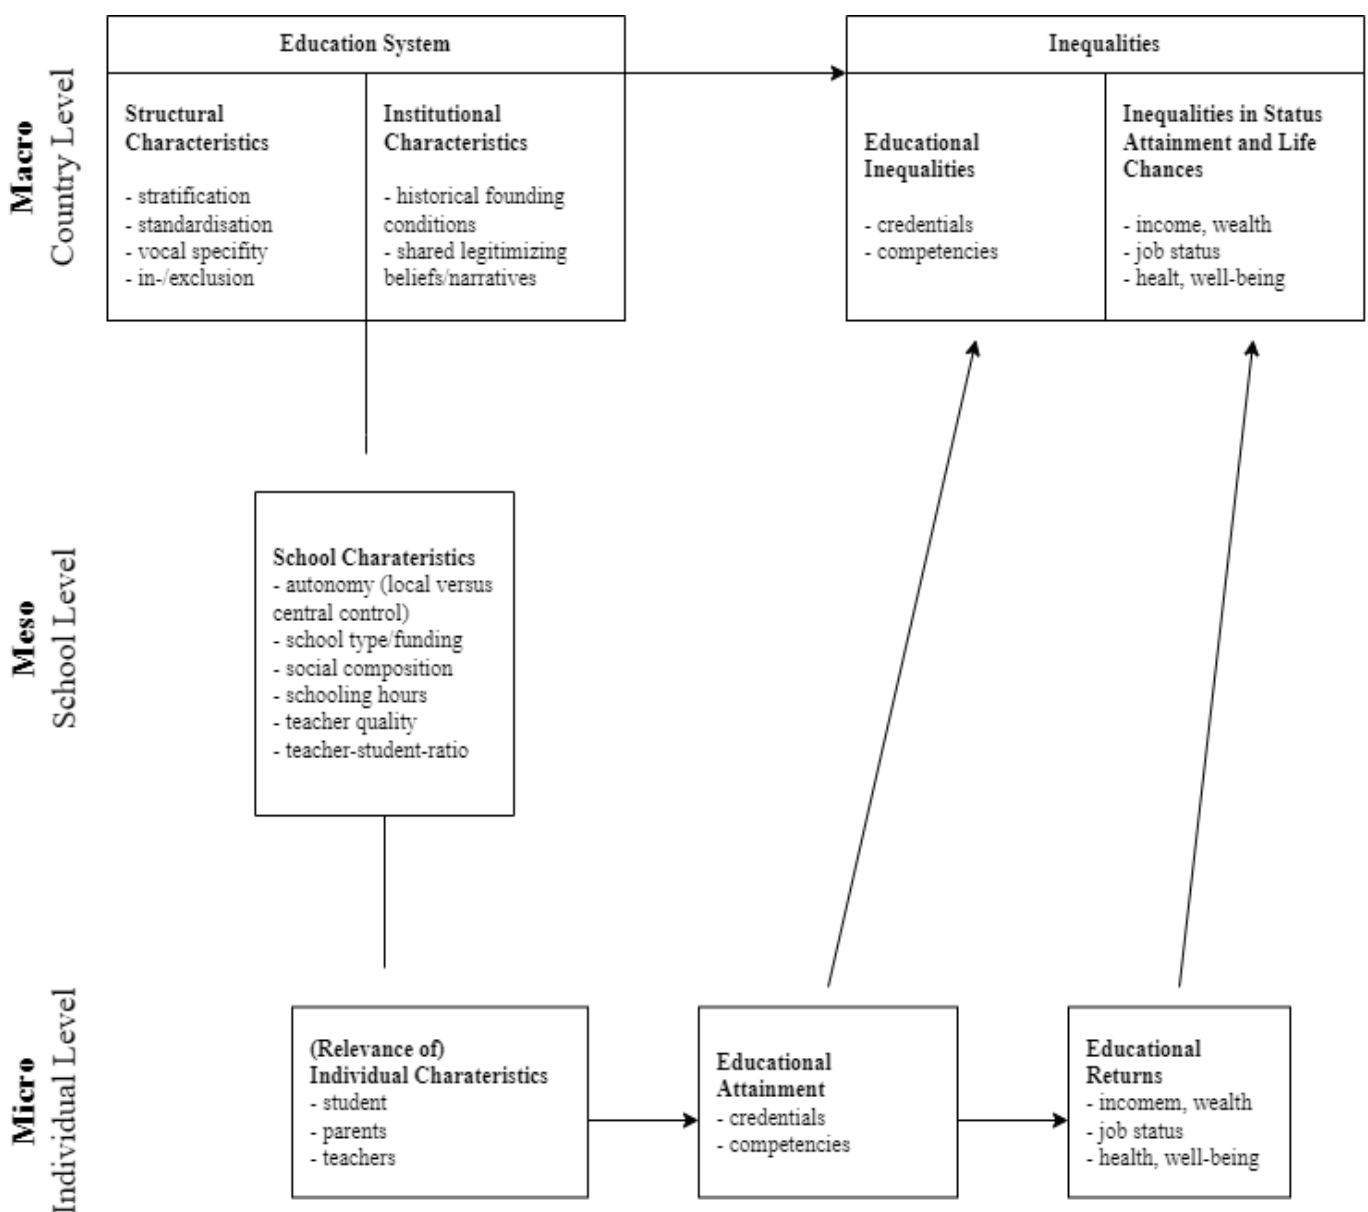 Macro
Country Level
Education System
Structural
Characteristics
- stratification
- standardisation
- vocal specifity
- in-/exclusion
Institutional
Characteristics
- historical founding
conditions
- shared legitimizing
beliefs/narratives
Inequalities
Educational
Inequalities
- credentials
- competencies
Inequalities in Status
Attainment and Life
Chances
- income, wealth
- job status
- healt, well-being
Meso
School Level
School Charateristics
- autonomy (local versus
central control)
- school type/funding
- social composition
- schooling hours
- teacher quality
- teacher-student-ratio
Micro
Individual Level
(Relevance of)
Individual Charateristics
- student
- parents
- teachers
Educational
Attainment
- credentials
- competencies
Educational
Returns
- incomem, wealth
- job status
- health, well-being